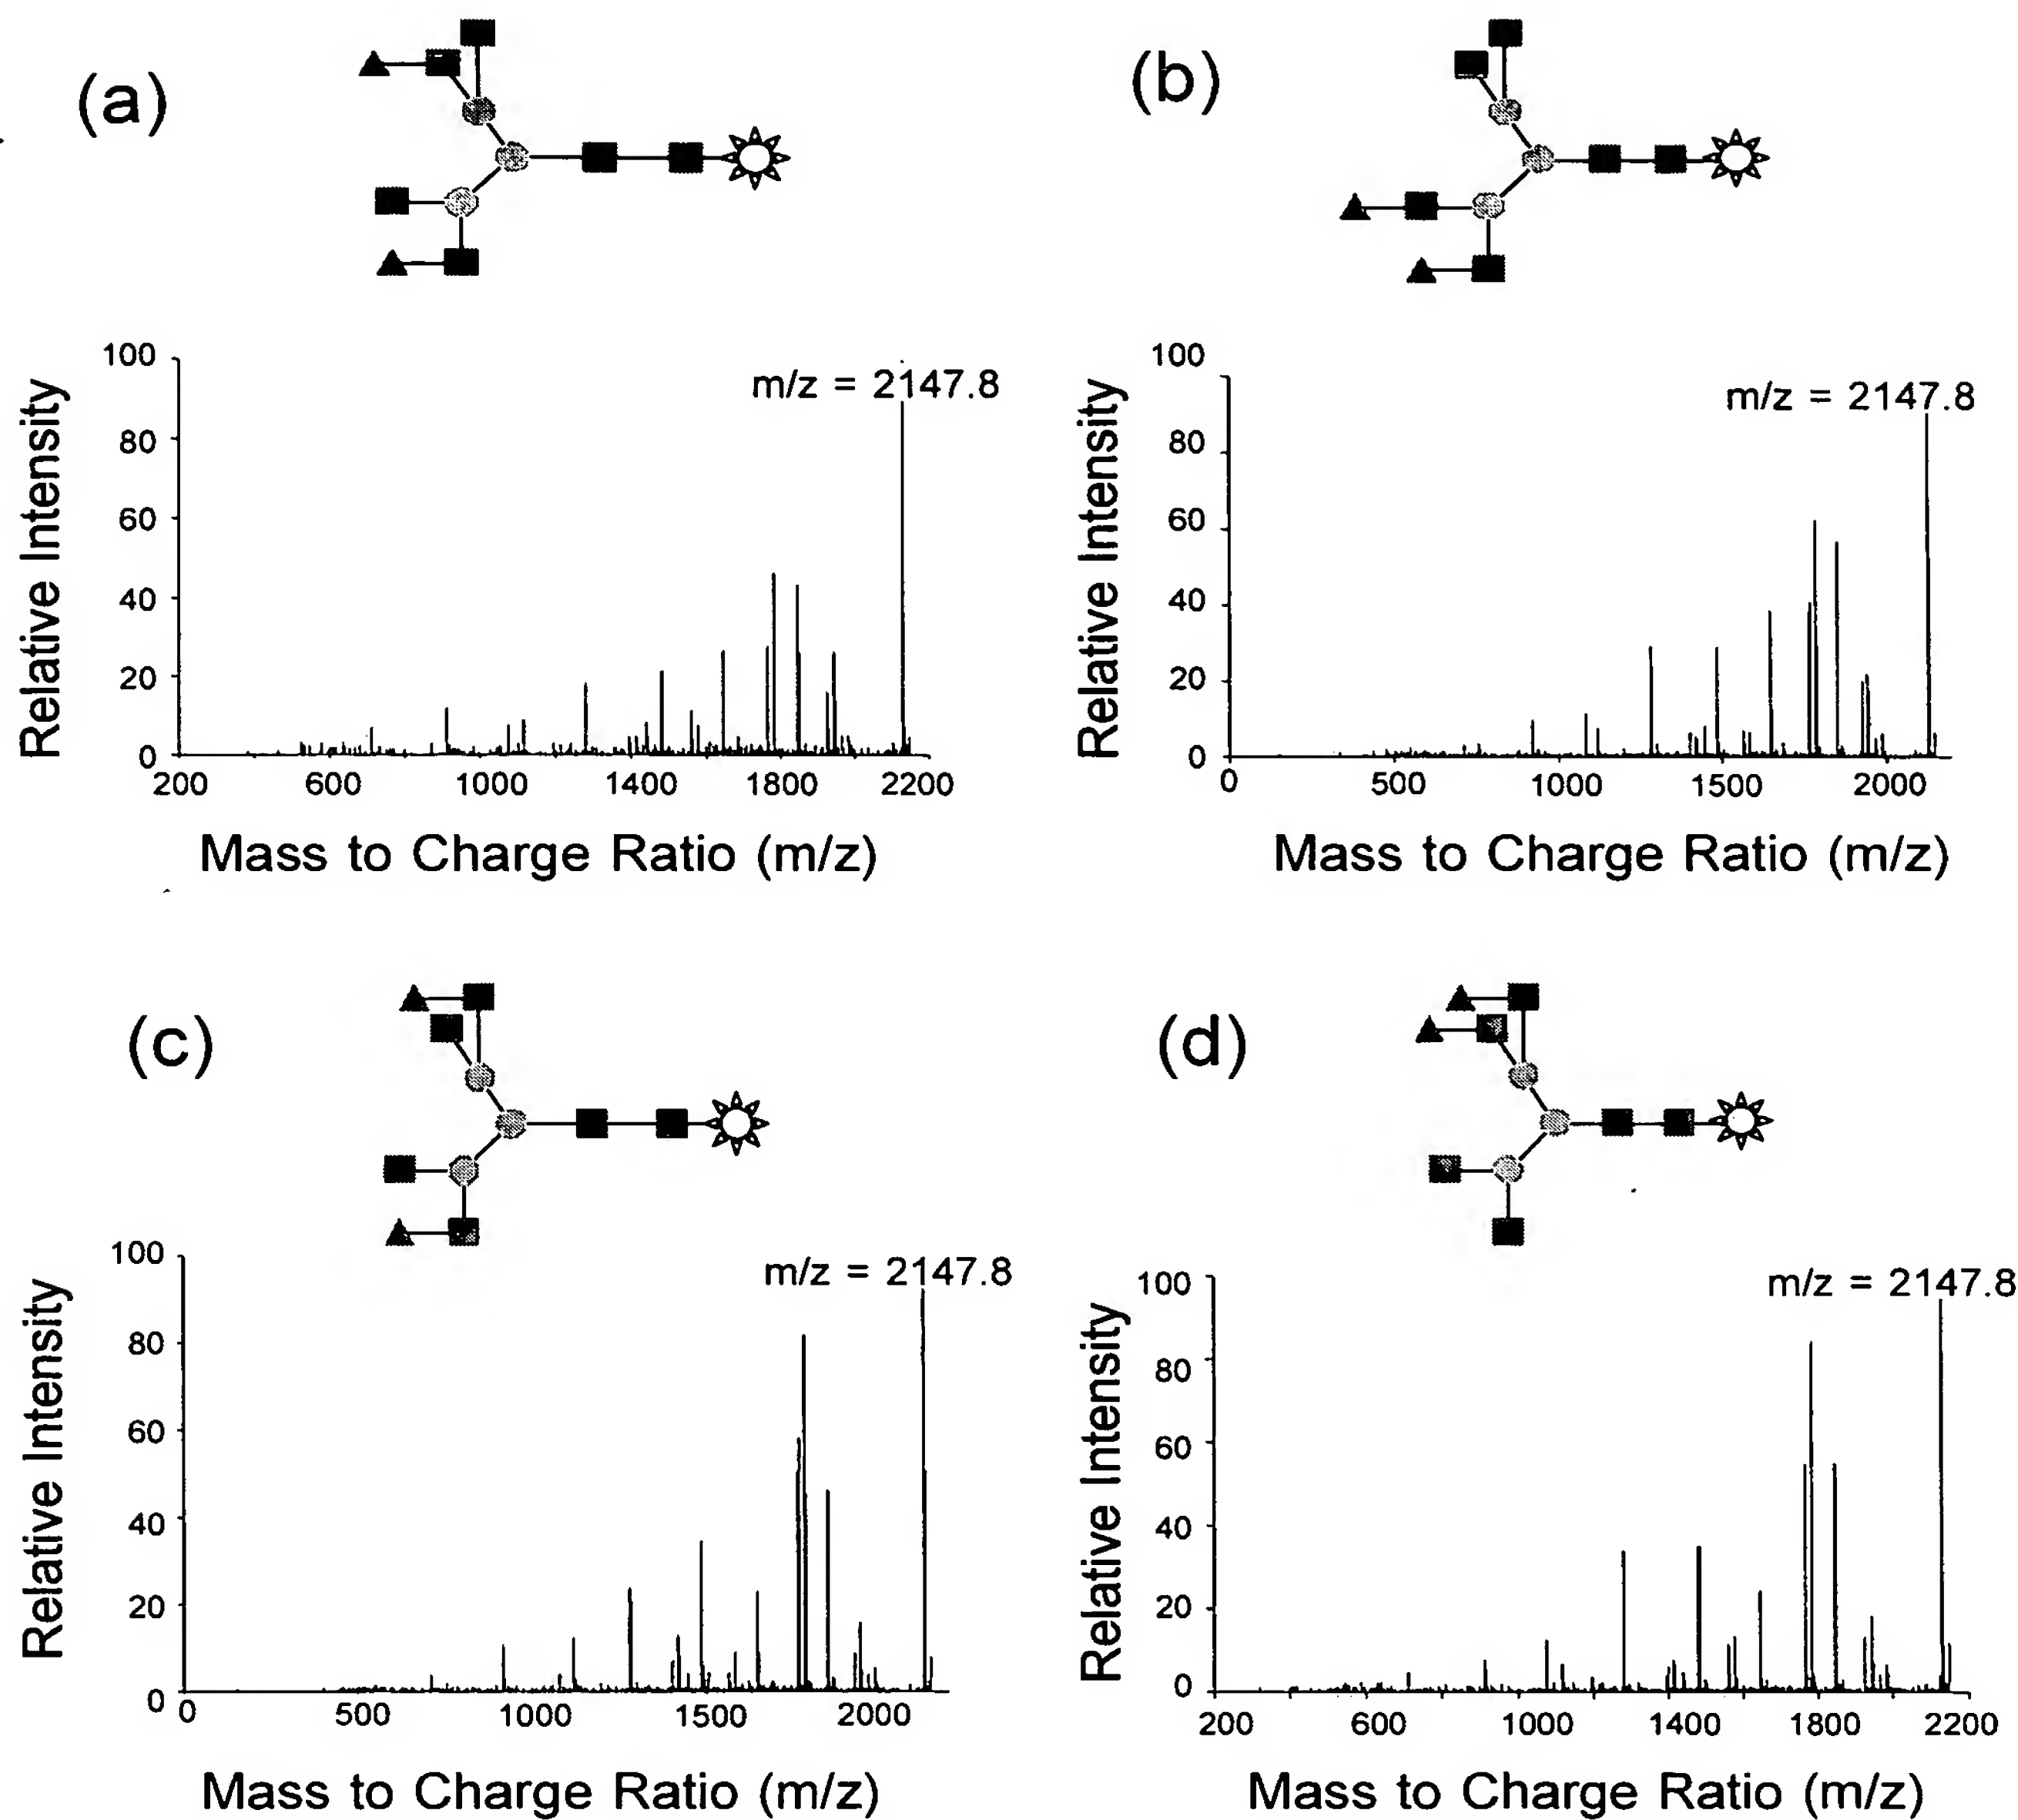 (a)
(b)
m/z = 2147.8
100
80
60
40
20
0
200 600 1000 1400 1800 2200
Relative Intensity
Mass to Charge Ratio (m/z)
m/z = 2147.8
100
80
60
40
20
0
0 500 1000 1500 2000
Relative Intensity
Mass to Charge Ratio (m/z)
(c)
(d)
m/z = 2147.8
100
80
60
40
20
0
0 500 1000 1500 2000
Relative Intensity
Mass to Charge Ratio (m/z)
m/z = 2147.8
100
80
60
40
20
0
200 600 1000 1400 1800 2200
Relative Intensity
Mass to Charge Ratio (m/z)